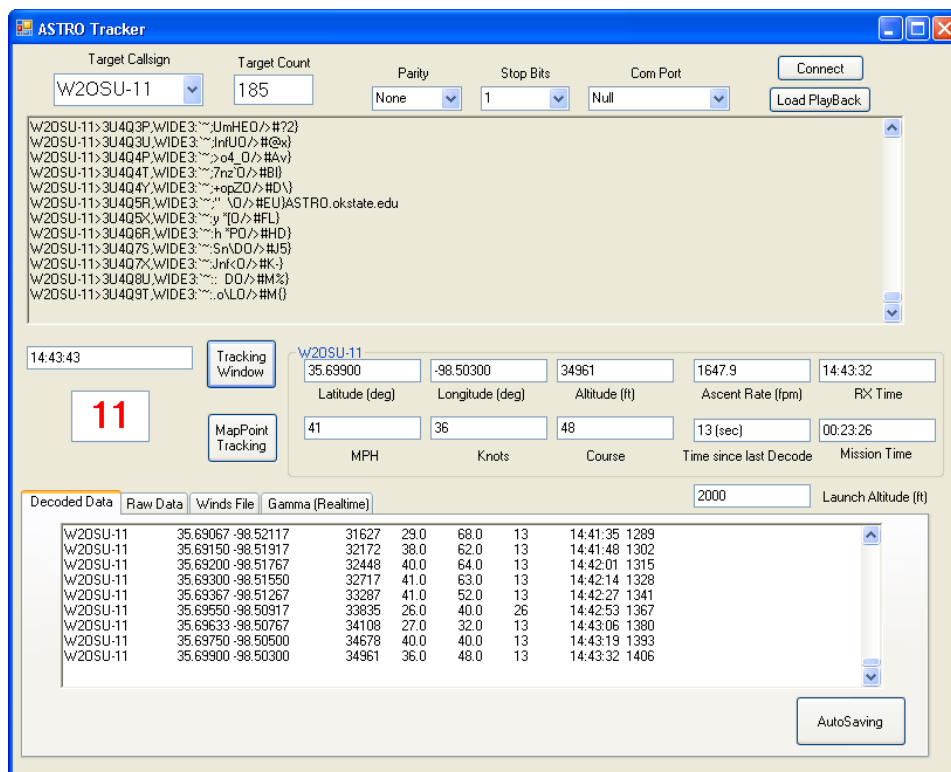 ASTRO Tracker
Target Callsign
Target Count
Parity
Stop Bits
Com Port
Connect
W2OSU-11
185
None
1
Null
Load PlayBack
W2OSU-11>3U4Q3P,WIDE3:`~;UmHEO/>#?2}
W2OSU-11>3U4Q3U,WIDE3:`~;InfUO/>#@x}
W2OSU-11>3U4Q4P,WIDE3:`~;>o4_O/>#Av}
W2OSU-11>3U4Q4T,WIDE3:`~;7nz`O/>#Bl}
W2OSU-11>3U4Q4Y,WIDE3:`~;+opZO/>#D\}
W2OSU-11>3U4Q5R,WIDE3:`~;"  \O/>#EU}ASTRO.okstate.edu
W2OSU-11>3U4Q5X,WIDE3:`~:y *[O/>#FL}
W2OSU-11>3U4Q6R,WIDE3:`~:h *PO/>#HD}
W2OSU-11>3U4Q7S,WIDE3:`~:Sn\DO/>#J5}
W2OSU-11>3U4Q7X,WIDE3:`~:Jnf<O/>#K-}
W2OSU-11>3U4Q8U,WIDE3:`~::  DO/>#M%}
W2OSU-11>3U4Q9T,WIDE3:`~:.o\LO/>#M{}
14:43:43
Tracking
Window
11
MapPoint
Tracking
W2OSU-11
35.69900
-98.50300
34961
1647.9
14:43:32
Latitude (deg)
Longitude (deg)
Altitude (ft)
Ascent Rate (fpm)
RX Time
41
36
48
13 (sec)
00:23:26
MPH
Knots
Course
Time since last Decode
Mission Time
2000
Launch Altitude (ft)
Decoded Data
Raw Data
Winds File
Gamma (Realtime)
W2OSU-11 35.69067 -98.52117 31627 29.0 68.0 13 14:41:35 1289
W2OSU-11 35.69150 -98.51917 32172 38.0 62.0 13 14:41:48 1302
W2OSU-11 35.69200 -98.51767 32448 40.0 64.0 13 14:42:01 1315
W2OSU-11 35.69300 -98.51550 32717 41.0 63.0 13 14:42:14 1328
W2OSU-11 35.69367 -98.51267 33287 41.0 52.0 13 14:42:27 1341
W2OSU-11 35.69550 -98.50917 33835 26.0 40.0 26 14:42:53 1367
W2OSU-11 35.69633 -98.50767 34108 27.0 32.0 13 14:43:06 1380
W2OSU-11 35.69750 -98.50500 34678 40.0 40.0 13 14:43:19 1393
W2OSU-11 35.69900 -98.50300 34961 36.0 48.0 13 14:43:32 1406
AutoSaving